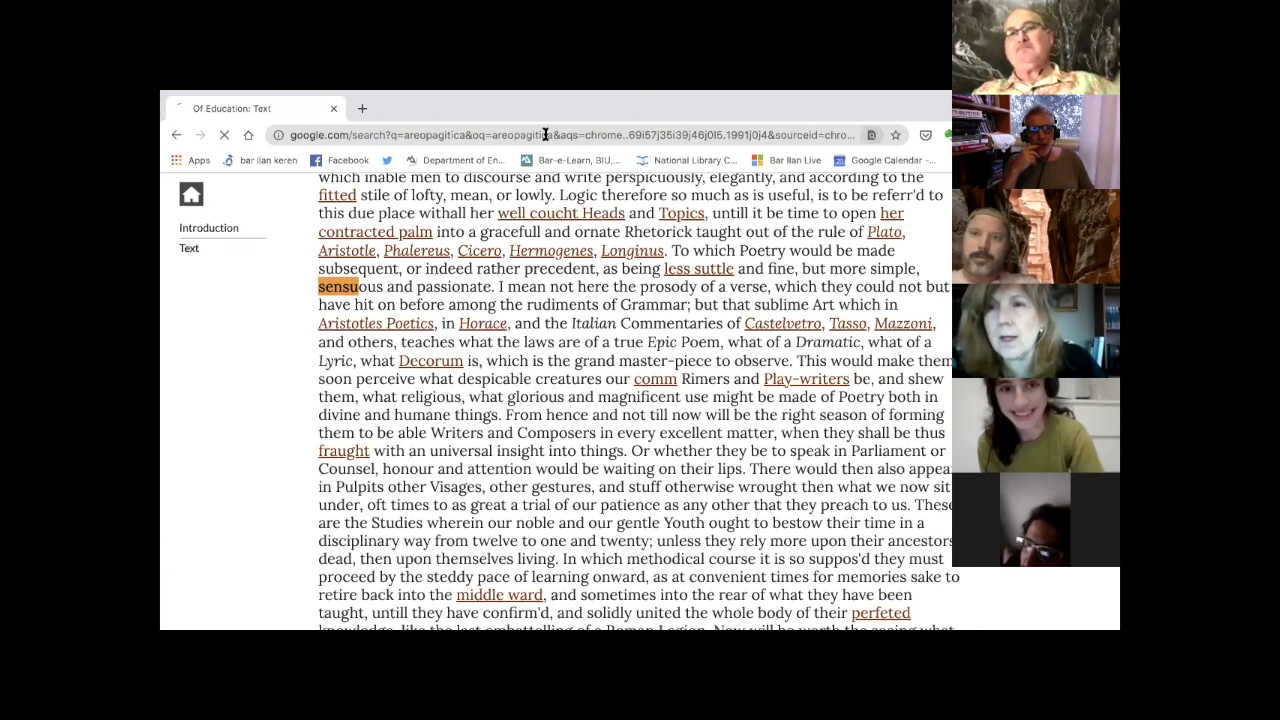 Of Education: Text
google.com/search?q=areopagitica&oq=areopagitica&aqs=chrome..69i57j35i39j46j0l5.1991j0j4&sourceid=chro...
Apps bar ilan keren Facebook Department of En... Bar-e-Learn, BIU,... National Library C... Bar Ilan Live Google Calendar -...
Introduction
Text
which inable men to discourse and write perspicuously, elegantly, and according to the
fitted stile of lofty, mean, or lowly. Logic therefore so much as is useful, is to be referr'd to
this due place withall her well coucht Heads and Topics, untill it be time to open her
contracted palm into a gracefull and ornate Rhetorick taught out of the rule of Plato,
Aristotle, Phalereus, Cicero, Hermogenes, Longinus. To which Poetry would be made
subsequent, or indeed rather precedent, as being less suttle and fine, but more simple,
sensuous and passionate. I mean not here the prosody of a verse, which they could not but
have hit on before among the rudiments of Grammar; but that sublime Art which in
Aristotles Poetics, in Horace, and the Italian Commentaries of Castelvetro, Tasso, Mazzoni,
and others, teaches what the laws are of a true Epic Poem, what of a Dramatic, what of a
Lyric, what Decorum is, which is the grand master-piece to observe. This would make them
soon perceive what despicable creatures our comm Rimers and Play-writers be, and shew
them, what religious, what glorious and magnificent use might be made of Poetry both in
divine and humane things. From hence and not till now will be the right season of forming
them to be able Writers and Composers in every excellent matter, when they shall be thus
fraught with an universal insight into things. Or whether they be to speak in Parliament or
Counsel, honour and attention would be waiting on their lips. There would then also appea
in Pulpits other Visages, other gestures, and stuff otherwise wrought then what we now sit
under, oft times to as great a trial of our patience as any other that they preach to us. These
are the Studies wherein our noble and our gentle Youth ought to bestow their time in a
disciplinary way from twelve to one and twenty; unless they rely more upon their ancestors
dead, then upon themselves living. In which methodical course it is so suppos'd they must
proceed by the steddy pace of learning onward, as at convenient times for memories sake to
retire back into the middle ward, and sometimes into the rear of what they have been
taught, untill they have confirm'd, and solidly united the whole body of their perfeted
knowledge, like the last embattelling of a Roman Legion. Now will be worth the seeing what